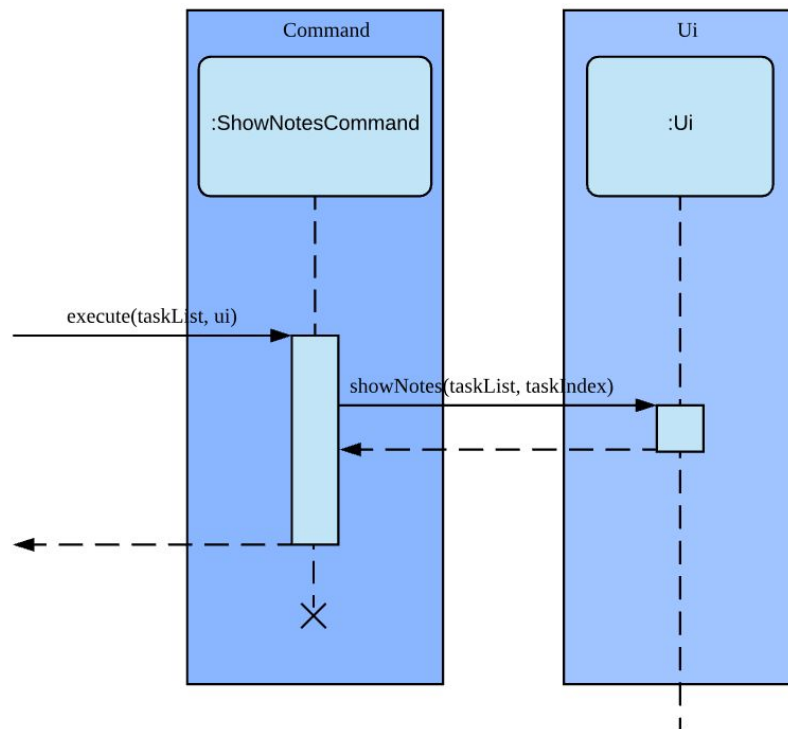 Command
Ui
:ShowNotesCommand
:Ui
execute(taskList, ui)
showNotes(taskList, taskIndex)